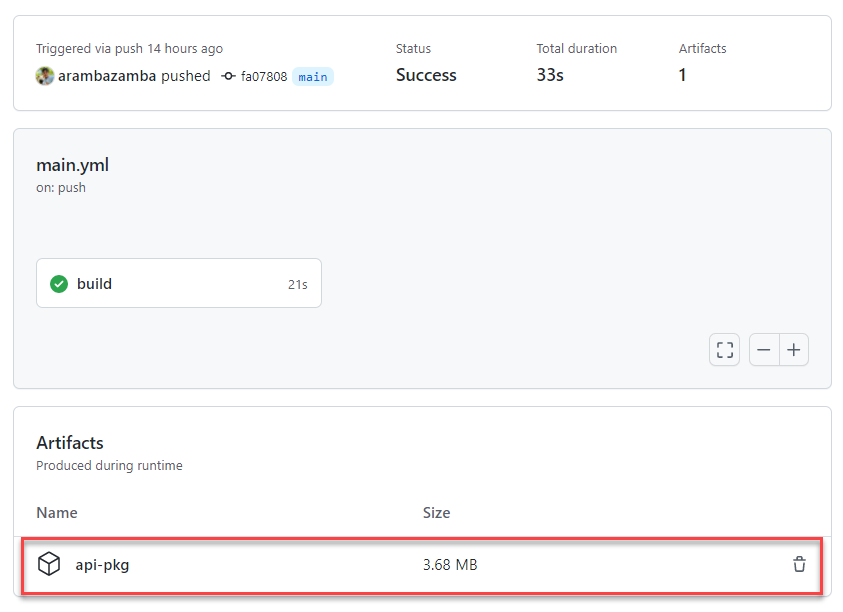 Triggered via push 14 hours ago
Status
Total duration
Artifacts
arambazamba pushed fa07808 main
Success
33s
1
main.yml
on: push
build 21s
Artifacts
Produced during runtime
Name Size
api-pkg 3.68 MB